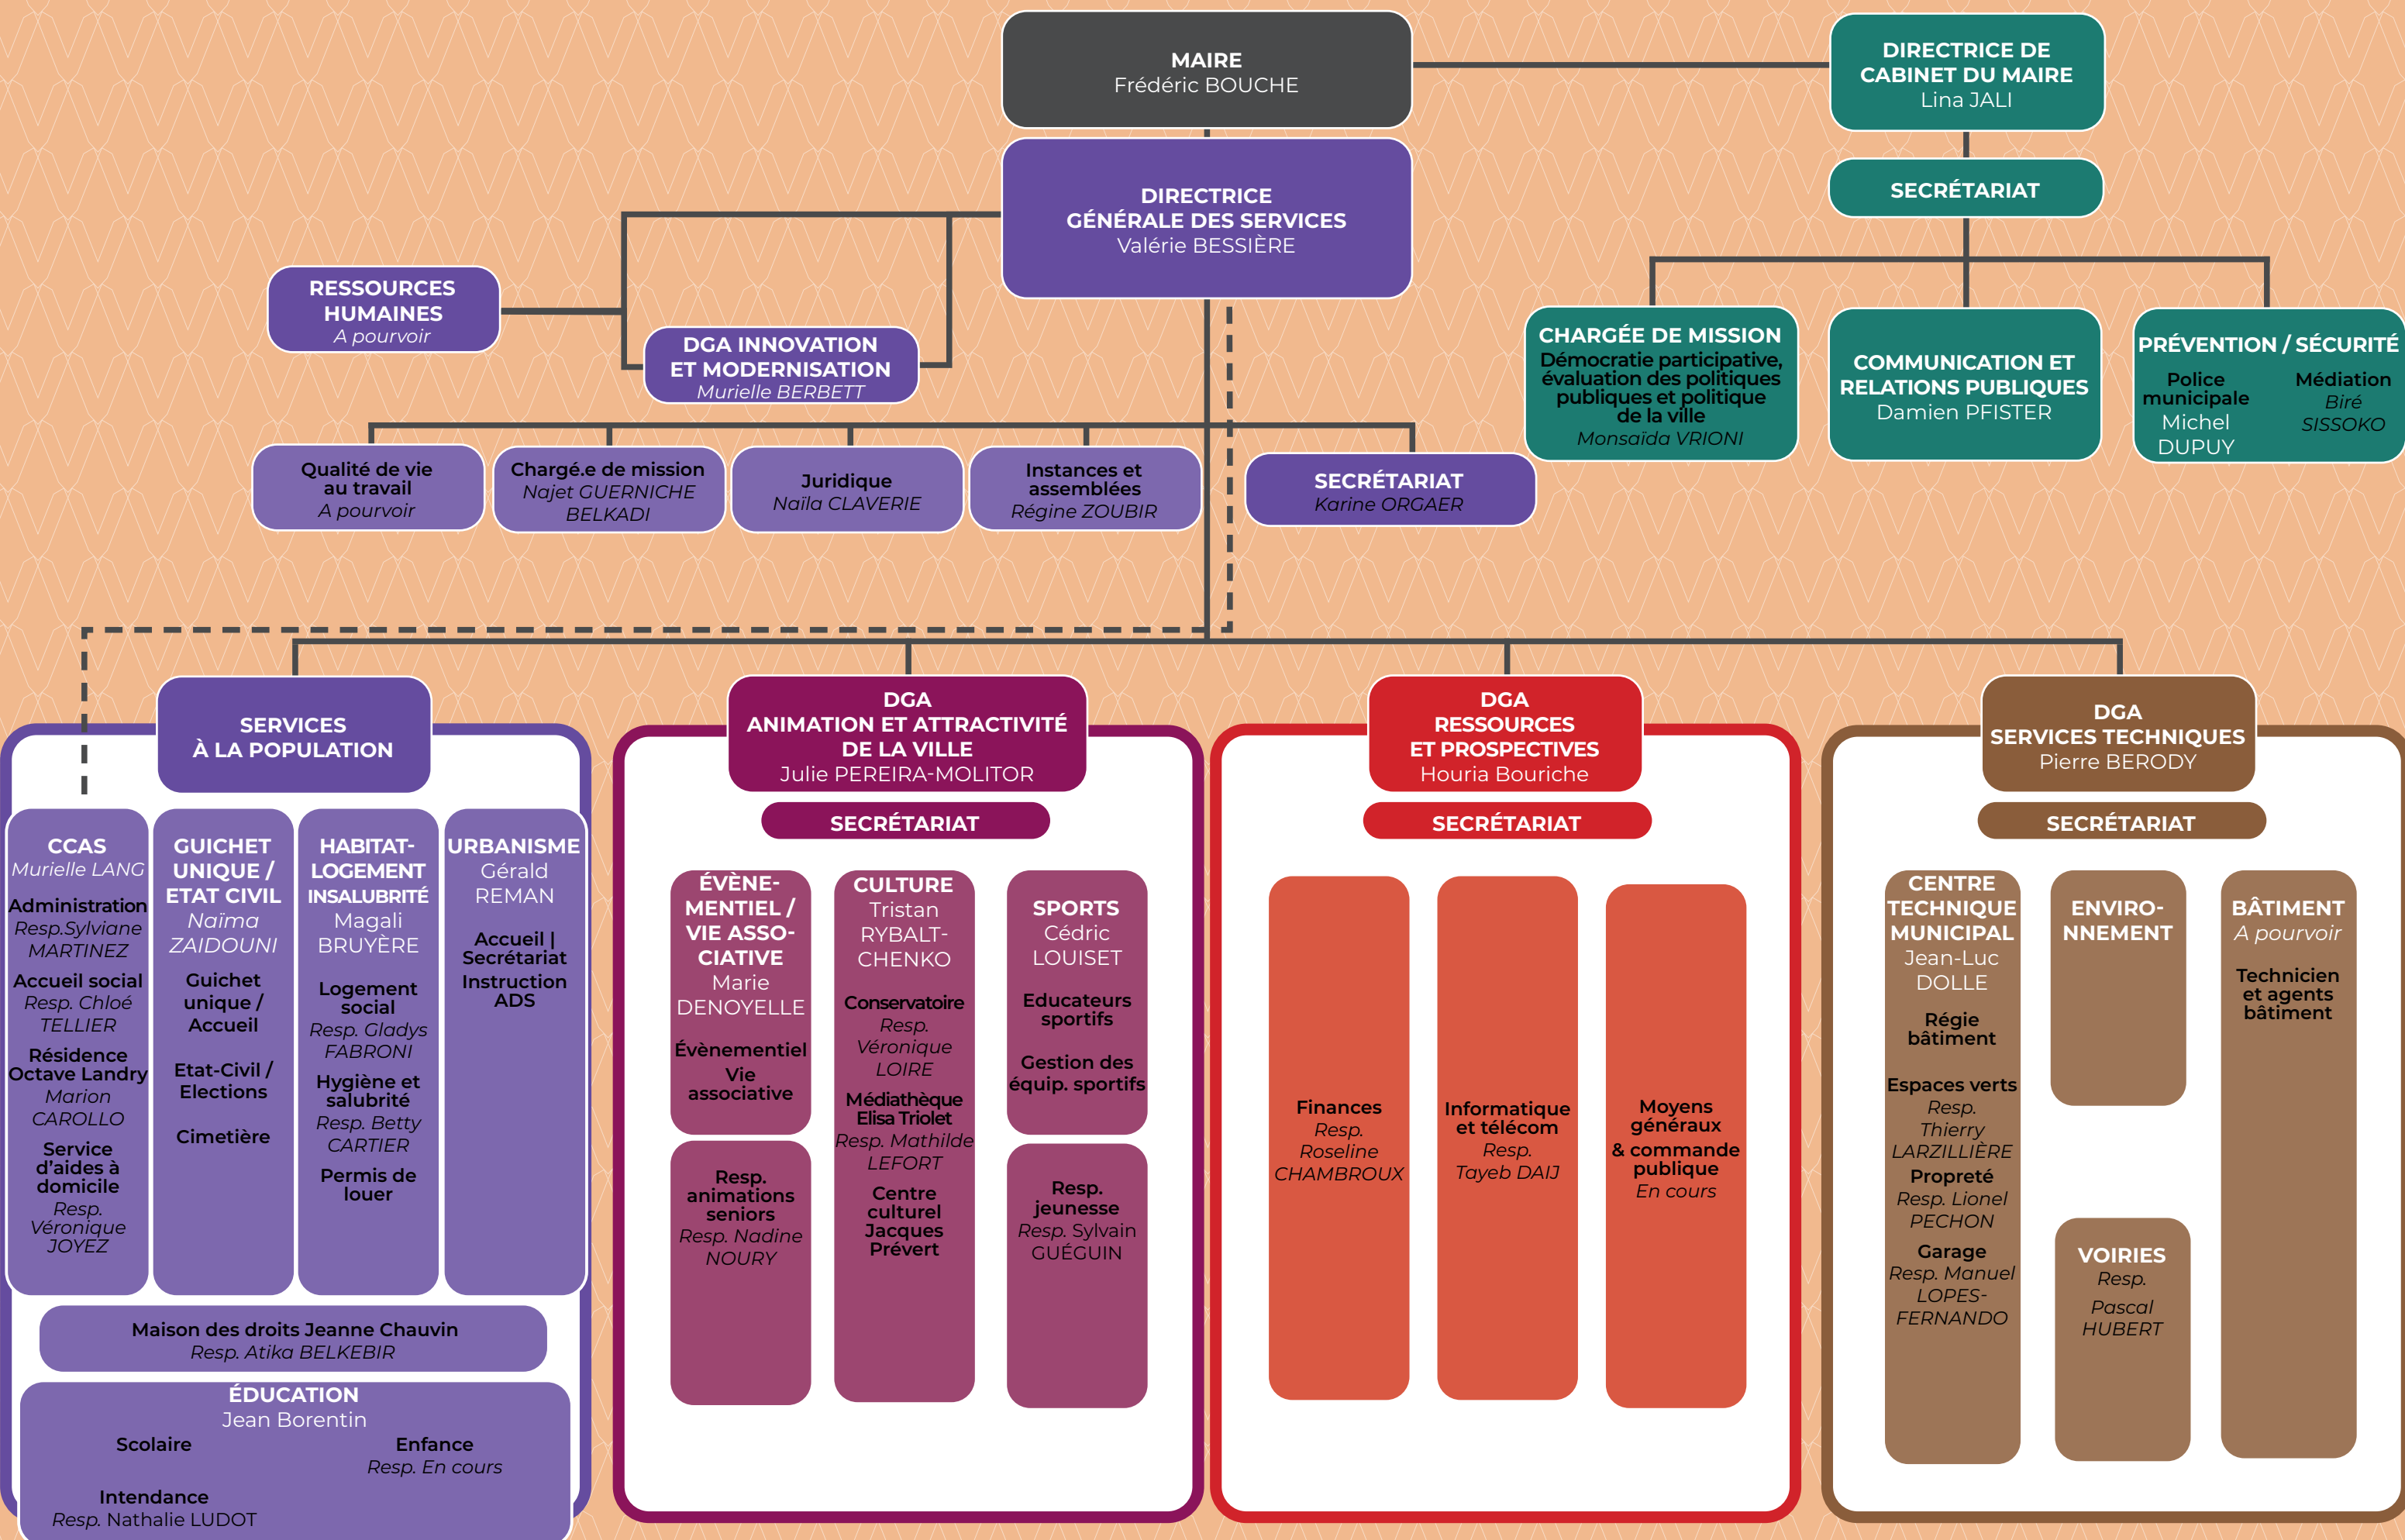 MAIRE
Frédéric BOUCHE
DIRECTRICE DE
CABINET DU MAIRE
Lina JALI
SECRÉTARIAT
DIRECTRICE
GÉNÉRALE DES SERVICES
Valérie BESSIÈRE
RESSOURCES
HUMAINES
A pourvoir
DGA INNOVATION
ET MODERNISATION
Murielle BERBETT
CHARGÉE DE MISSION
Démocratie participative,
évaluation des politiques
publiques et politique
de la ville
Monsaïda VRIONI
COMMUNICATION ET
RELATIONS PUBLIQUES
Damien PFISTER
PRÉVENTION / SÉCURITÉ
Police
municipale
Michel
DUPUY
Médiation
Biré
SISSOKO
Qualité de vie
au travail
A pourvoir
Chargé.e de mission
Najet GUERNICHE
BELKADI
Juridique
Naïla CLAVERIE
Instances et
assemblées
Régine ZOUBIR
SECRÉTARIAT
Karine ORGAER
SERVICES
À LA POPULATION
CCAS
Murielle LANG
Administration
Resp.Sylviane
MARTINEZ
Accueil social
Resp. Chloé
TELLIER
Résidence
Octave Landry
Marion
CAROLLO
Service
d’aides à
domicile
Resp.
Véronique
JOYEZ
GUICHET
UNIQUE /
ETAT CIVIL
Naïma
ZAIDOUNI
Guichet
unique /
Accueil
Etat-Civil /
Elections
Cimetière
HABITAT-
LOGEMENT
INSALUBRITÉ
Magali
BRUYÈRE
Logement
social
Resp. Gladys
FABRONI
Hygiène et
salubrité
Resp. Betty
CARTIER
Permis de
louer
URBANISME
Gérald
REMAN
Accueil |
Secrétariat
Instruction
ADS
Maison des droits Jeanne Chauvin
Resp. Atika BELKEBIR
ÉDUCATION
Jean Borentin
Scolaire
Enfance
Resp. En cours
Intendance
Resp. Nathalie LUDOT
DGA
ANIMATION ET ATTRACTIVITÉ
DE LA VILLE
Julie PEREIRA-MOLITOR
SECRÉTARIAT
ÉVÈNE-
MENTIEL /
VIE ASSO-
CIATIVE
Marie
DENOYELLE
Évènementiel
Vie
associative
Resp.
animations
seniors
Resp. Nadine
NOURY
CULTURE
Tristan
RYBALT-
CHENKO
Conservatoire
Resp.
Véronique
LOIRE
Médiathèque
Elisa Triolet
Resp. Mathilde
LEFORT
Centre
culturel
Jacques
Prévert
SPORTS
Cédric
LOUISET
Educateurs
sportifs
Gestion des
équip. sportifs
Resp.
jeunesse
Resp. Sylvain
GUÉGUIN
DGA
RESSOURCES
ET PROSPECTIVES
Houria Bouriche
SECRÉTARIAT
Finances
Resp.
Roseline
CHAMBROUX
Informatique
et télécom
Resp.
Tayeb DAIJ
Moyens
généraux
& commande
publique
En cours
DGA
SERVICES TECHNIQUES
Pierre BERODY
SECRÉTARIAT
CENTRE
TECHNIQUE
MUNICIPAL
Jean-Luc
DOLLE
Régie
bâtiment
Espaces verts
Resp.
Thierry
LARZILLIÈRE
Propreté
Resp. Lionel
PECHON
Garage
Resp. Manuel
LOPES-
FERNANDO
ENVIRO-
NNEMENT
VOIRIES
Resp.
Pascal
HUBERT
BÂTIMENT
A pourvoir
Technicien
et agents
bâtiment